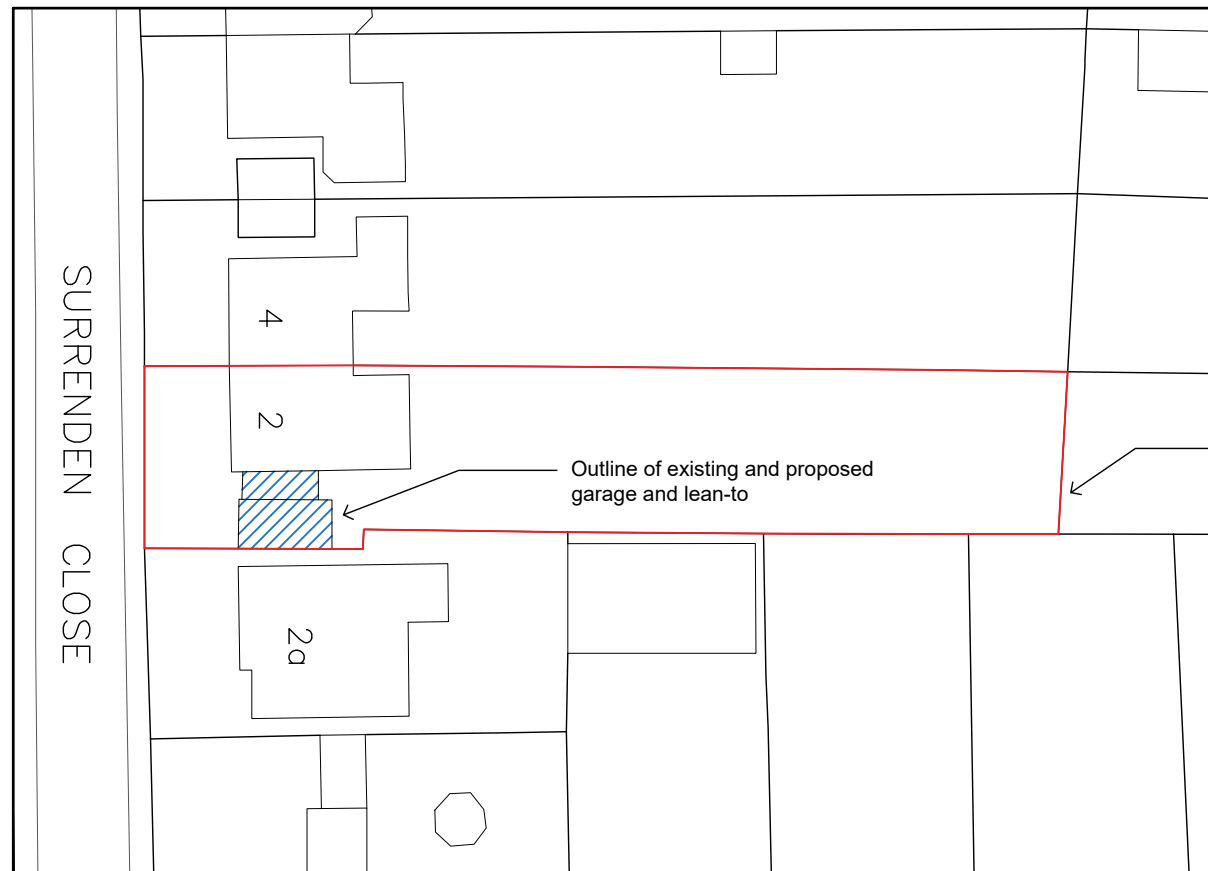 SURRENDEN CLOSE
4
2
Outline of existing and proposed
garage and lean-to
2a